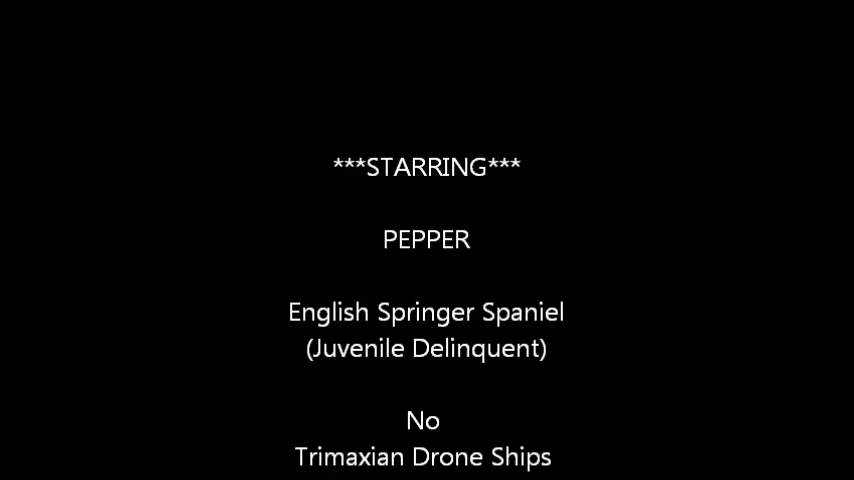 ***STARRING***
PEPPER
English Springer Spaniel
(Juvenile Delinquent)
No
Trimaxian Drone Ships